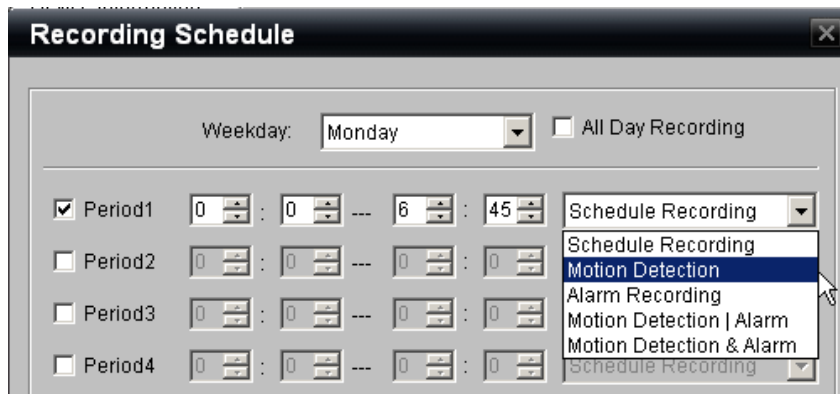 Recording Schedule
Weekday: Monday All Day Recording
Period1 0 : 0 --- 6 : 45 Schedule Recording
Schedule Recording
Period2 0 : 0 --- 0 : 0 Motion Detection
Alarm Recording
Period3 0 : 0 --- 0 : 0 Motion Detection | Alarm
Motion Detection & Alarm
Period4 0 : 0 --- 0 : 0 Schedule Recording